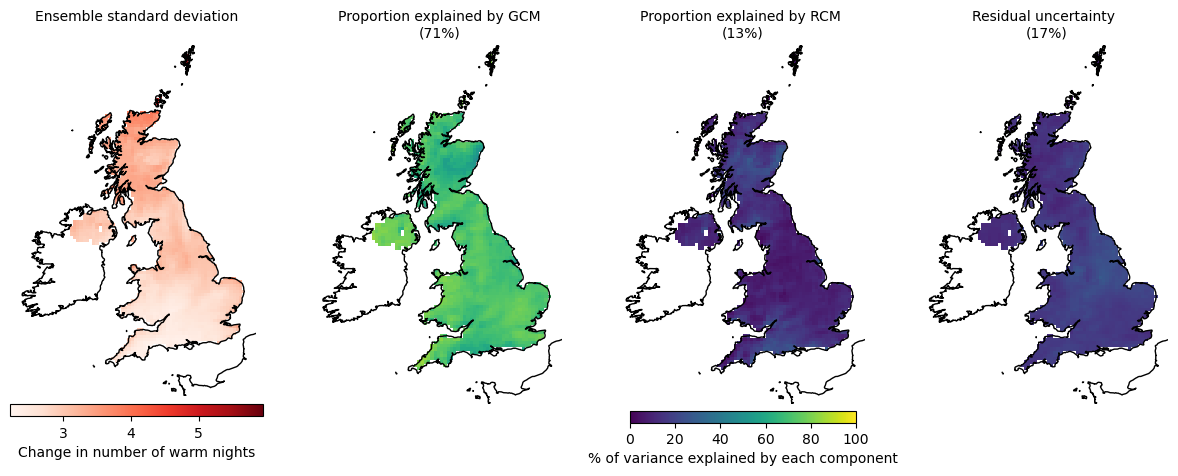 Ensemble standard deviation
Proportion explained by GCM
(71%)
Proportion explained by RCM
(13%)
Residual uncertainty
(17%)
3 4 5
Change in number of warm nights
0 20 40 60 80 100
% of variance explained by each component